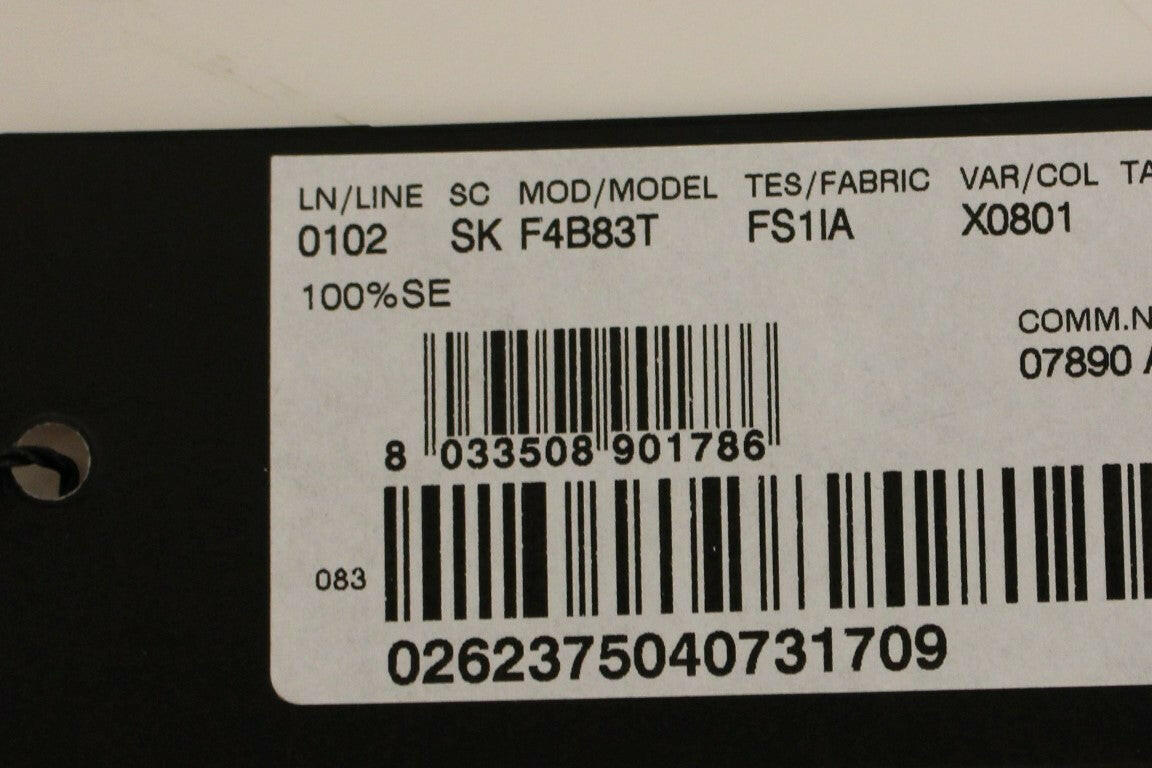 LN/LINE SC MOD/MODEL TES/FABRIC VAR/COL TA
0102 SK F4B83T FS1IA X0801
100%SE
COMM.N
07890 A
8 033508 901786
083
0262375040731709